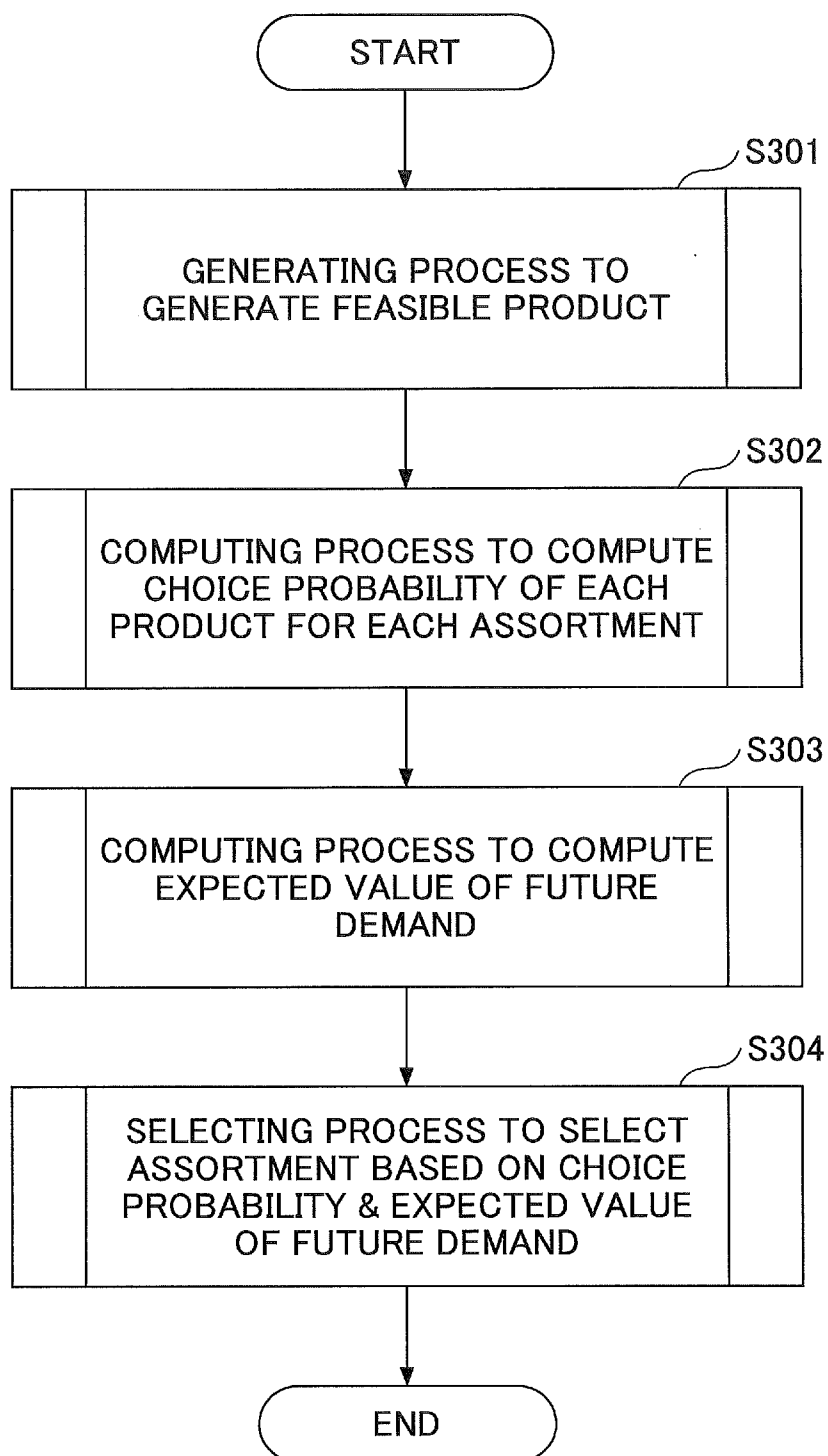 START
S301
GENERATING PROCESS TO
GENERATE FEASIBLE PRODUCT
S302
COMPUTING PROCESS TO COMPUTE
CHOICE PROBABILITY OF EACH
PRODUCT FOR EACH ASSORTMENT
S303
COMPUTING PROCESS TO COMPUTE
EXPECTED VALUE OF FUTURE
DEMAND
S304
SELECTING PROCESS TO SELECT
ASSORTMENT BASED ON CHOICE
PROBABILITY & EXPECTED VALUE
OF FUTURE DEMAND
END